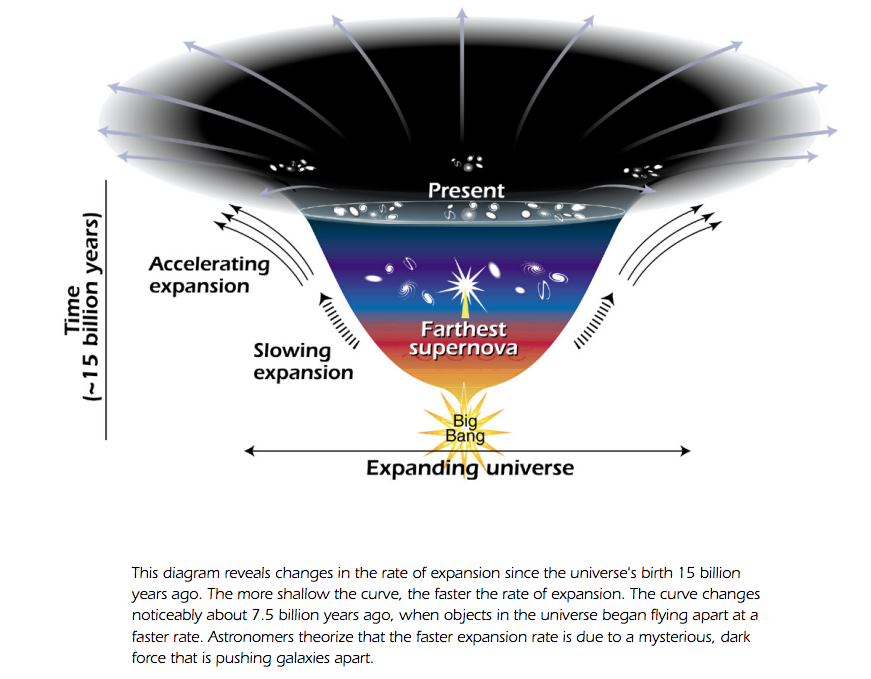 Present
Time
(~15 billion years)
Accelerating
expansion
Slowing
expansion
Farthest
supernova
Big
Bang
Expanding universe
This diagram reveals changes in the rate of expansion since the universe's birth 15 billion
years ago. The more shallow the curve, the faster the rate of expansion. The curve changes
noticeably about 7.5 billion years ago, when objects in the universe began flying apart at a
faster rate. Astronomers theorize that the faster expansion rate is due to a mysterious, dark
force that is pushing galaxies apart.